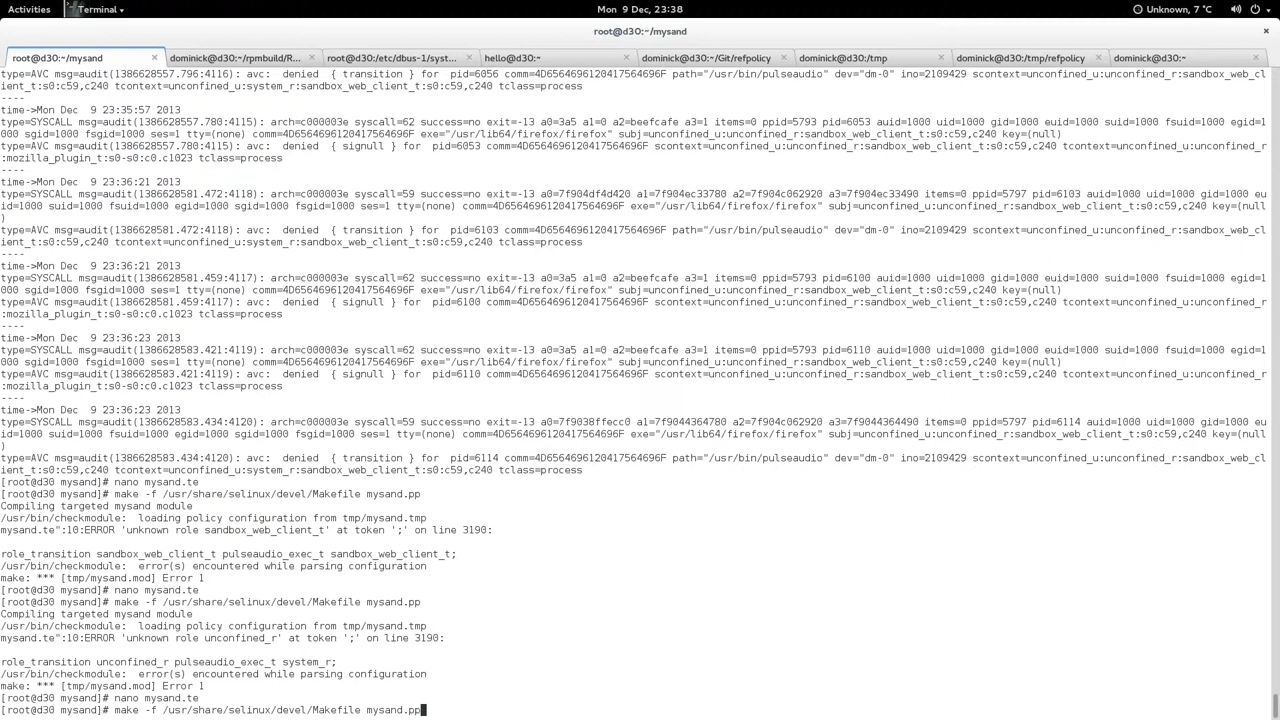 Activities Terminal Mon 9 Dec, 23:38 Unknown, 7 °C
root@d30:~/mysand
root@d30:~/mysand dominick@d30:~/rpmbuild/R... root@d30:/etc/dbus-1/syst... hello@d30:~ dominick@d30:~/Git/refpolicy dominick@d30:~/tmp dominick@d30:/tmp/refpolicy dominick@d30:~
type=AVC msg=audit(1386628557.796:4116): avc:  denied  { transition } for  pid=6056 comm=4D6564696120417564696F path="/usr/bin/pulseaudio" dev="dm-0" ino=2109429 scontext=unconfined_u:unconfined_r:sandbox_web_cl
ient_t:s0:c59,c240 tcontext=unconfined_u:system_r:sandbox_web_client_t:s0:c59,c240 tclass=process
----
time->Mon Dec  9 23:35:57 2013
type=SYSCALL msg=audit(1386628557.780:4115): arch=c000003e syscall=62 success=no exit=-13 a0=3a5 a1=0 a2=beefcafe a3=1 items=0 ppid=5793 pid=6053 auid=1000 uid=1000 gid=1000 euid=1000 suid=1000 fsuid=1000 egid=1
000 sgid=1000 fsgid=1000 ses=1 tty=(none) comm=4D6564696120417564696F exe="/usr/lib64/firefox/firefox" subj=unconfined_u:unconfined_r:sandbox_web_client_t:s0:c59,c240 key=(null)
type=AVC msg=audit(1386628557.780:4115): avc:  denied  { signull } for  pid=6053 comm=4D6564696120417564696F scontext=unconfined_u:unconfined_r:sandbox_web_client_t:s0:c59,c240 tcontext=unconfined_u:unconfined_r
:mozilla_plugin_t:s0-s0:c0.c1023 tclass=process
----
time->Mon Dec  9 23:36:21 2013
type=SYSCALL msg=audit(1386628581.472:4118): arch=c000003e syscall=59 success=no exit=-13 a0=7f904df4d420 a1=7f904ec33780 a2=7f904c062920 a3=7f904ec33490 items=0 ppid=5797 pid=6103 auid=1000 uid=1000 gid=1000 eu
id=1000 suid=1000 fsuid=1000 egid=1000 sgid=1000 fsgid=1000 ses=1 tty=(none) comm=4D6564696120417564696F exe="/usr/lib64/firefox/firefox" subj=unconfined_u:unconfined_r:sandbox_web_client_t:s0:c59,c240 key=(null
)
type=AVC msg=audit(1386628581.472:4118): avc:  denied  { transition } for  pid=6103 comm=4D6564696120417564696F path="/usr/bin/pulseaudio" dev="dm-0" ino=2109429 scontext=unconfined_u:unconfined_r:sandbox_web_cl
ient_t:s0:c59,c240 tcontext=unconfined_u:system_r:sandbox_web_client_t:s0:c59,c240 tclass=process
----
time->Mon Dec  9 23:36:21 2013
type=SYSCALL msg=audit(1386628581.459:4117): arch=c000003e syscall=62 success=no exit=-13 a0=3a5 a1=0 a2=beefcafe a3=1 items=0 ppid=5793 pid=6100 auid=1000 uid=1000 gid=1000 euid=1000 suid=1000 fsuid=1000 egid=1
000 sgid=1000 fsgid=1000 ses=1 tty=(none) comm=4D6564696120417564696F exe="/usr/lib64/firefox/firefox" subj=unconfined_u:unconfined_r:sandbox_web_client_t:s0:c59,c240 key=(null)
type=AVC msg=audit(1386628581.459:4117): avc:  denied  { signull } for  pid=6100 comm=4D6564696120417564696F scontext=unconfined_u:unconfined_r:sandbox_web_client_t:s0:c59,c240 tcontext=unconfined_u:unconfined_r
:mozilla_plugin_t:s0-s0:c0.c1023 tclass=process
----
time->Mon Dec  9 23:36:23 2013
type=SYSCALL msg=audit(1386628583.421:4119): arch=c000003e syscall=62 success=no exit=-13 a0=3a5 a1=0 a2=beefcafe a3=1 items=0 ppid=5793 pid=6110 auid=1000 uid=1000 gid=1000 euid=1000 suid=1000 fsuid=1000 egid=1
000 sgid=1000 fsgid=1000 ses=1 tty=(none) comm=4D6564696120417564696F exe="/usr/lib64/firefox/firefox" subj=unconfined_u:unconfined_r:sandbox_web_client_t:s0:c59,c240 key=(null)
type=AVC msg=audit(1386628583.421:4119): avc:  denied  { signull } for  pid=6110 comm=4D6564696120417564696F scontext=unconfined_u:unconfined_r:sandbox_web_client_t:s0:c59,c240 tcontext=unconfined_u:unconfined_r
:mozilla_plugin_t:s0-s0:c0.c1023 tclass=process
----
time->Mon Dec  9 23:36:23 2013
type=SYSCALL msg=audit(1386628583.434:4120): arch=c000003e syscall=59 success=no exit=-13 a0=7f9038ffecc0 a1=7f9044364780 a2=7f904c062920 a3=7f9044364490 items=0 ppid=5797 pid=6114 auid=1000 uid=1000 gid=1000 eu
id=1000 suid=1000 fsuid=1000 egid=1000 sgid=1000 fsgid=1000 ses=1 tty=(none) comm=4D6564696120417564696F exe="/usr/lib64/firefox/firefox" subj=unconfined_u:unconfined_r:sandbox_web_client_t:s0:c59,c240 key=(null
)
type=AVC msg=audit(1386628583.434:4120): avc:  denied  { transition } for  pid=6114 comm=4D6564696120417564696F path="/usr/bin/pulseaudio" dev="dm-0" ino=2109429 scontext=unconfined_u:unconfined_r:sandbox_web_cl
ient_t:s0:c59,c240 tcontext=unconfined_u:system_r:sandbox_web_client_t:s0:c59,c240 tclass=process
[root@d30 mysand]# nano mysand.te
[root@d30 mysand]# make -f /usr/share/selinux/devel/Makefile mysand.pp
Compiling targeted mysand module
/usr/bin/checkmodule:  loading policy configuration from tmp/mysand.tmp
mysand.te":10:ERROR 'unknown role sandbox_web_client_t' at token ';' on line 3190:
role_transition sandbox_web_client_t pulseaudio_exec_t sandbox_web_client_t;
/usr/bin/checkmodule:  error(s) encountered while parsing configuration
make: *** [tmp/mysand.mod] Error 1
[root@d30 mysand]# nano mysand.te
[root@d30 mysand]# make -f /usr/share/selinux/devel/Makefile mysand.pp
Compiling targeted mysand module
/usr/bin/checkmodule:  loading policy configuration from tmp/mysand.tmp
mysand.te":10:ERROR 'unknown role unconfined_r' at token ';' on line 3190:
role_transition unconfined_r pulseaudio_exec_t system_r;
/usr/bin/checkmodule:  error(s) encountered while parsing configuration
make: *** [tmp/mysand.mod] Error 1
[root@d30 mysand]# nano mysand.te
[root@d30 mysand]# make -f /usr/share/selinux/devel/Makefile mysand.pp